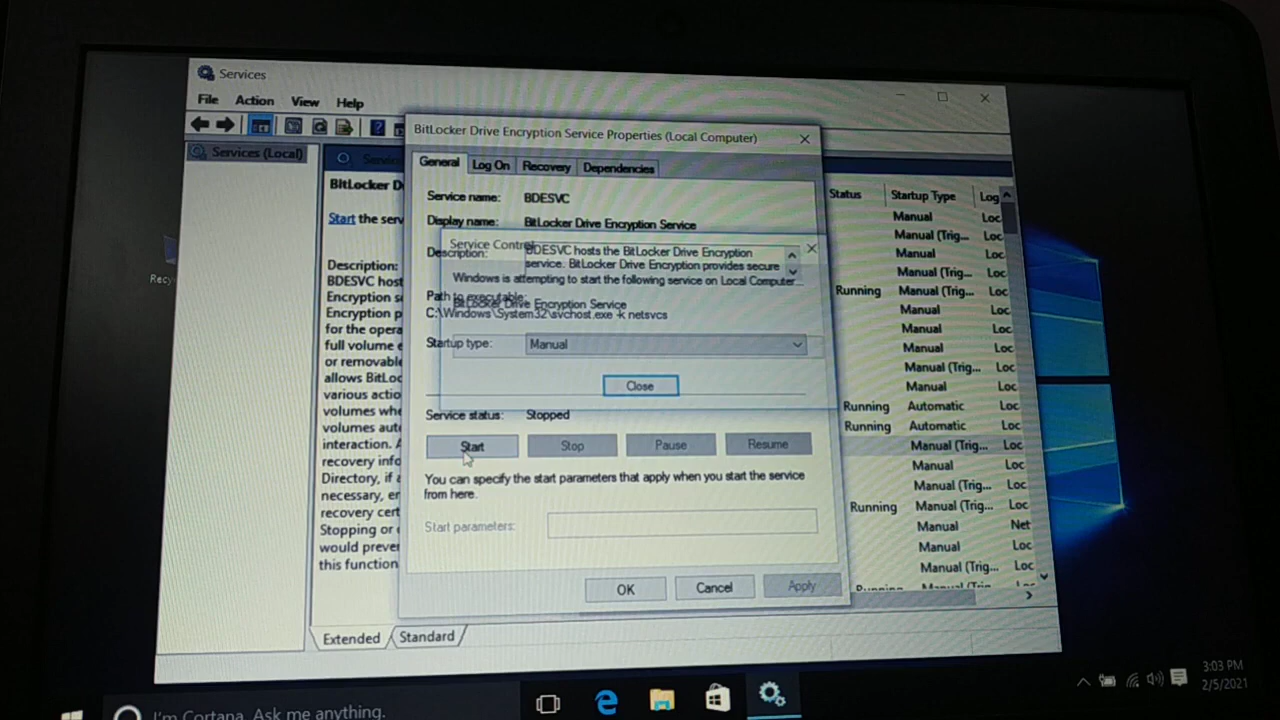 Services
File Action View Help
BitLocker Drive Encryption Service Properties (Local Computer)
Services (Local)
General Log On Recovery Dependencies
BitLocker D
Start the serv
Description:
BDESVC host
Encryption s
Encryption p
for the opera
full volume e
or removable
allows BitLoc
various actio
volumes whe
volumes auto
interaction. A
recovery info
Directory, if a
necessary, er
recovery cert
Stopping or
would preve
this function
Service name: BDESVC
Display name: BitLocker Drive Encryption Service
Service Control
Description: BDESVC hosts the BitLocker Drive Encryption
service. BitLocker Drive Encryption provides secure
Windows is attempting to start the following service on Local Computer...
Path to executable:
BitLocker Drive Encryption Service
C:\Windows\System32\svchost.exe -k netsvcs
Startup type: Manual
Close
Service status: Stopped
Start Stop Pause Resume
You can specify the start parameters that apply when you start the service
from here.
Start parameters:
OK Cancel Apply
Status Startup Type Log
Manual Loc
Manual (Trig... Loc
Manual Loc
Manual (Trig... Loc
Running Manual (Trig... Loc
Manual Loc
Manual Loc
Manual Loc
Manual (Trig... Loc
Manual Loc
Running Automatic Loc
Running Automatic Loc
Manual (Trig... Loc
Manual Loc
Manual (Trig... Loc
Running Manual (Trig... Loc
Manual Net
Manual Loc
Manual (Trig... Loc
Extended Standard
Recy
I'm Cortana. Ask me anything.
3:03 PM
2/5/2021